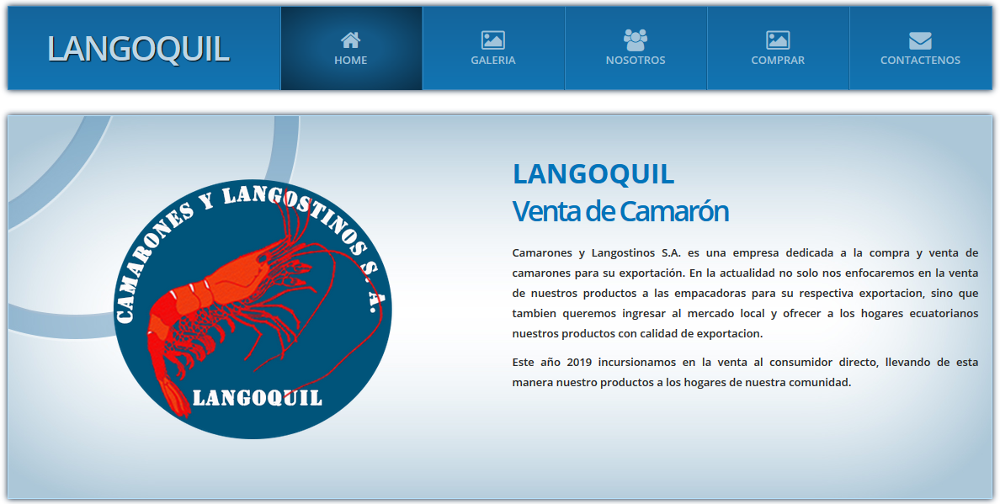 LANGOQUIL
HOME
GALERIA
NOSOTROS
COMPRAR
CONTACTENOS
CAMARONES Y LANGOSTINOS S.A.
LANGOQUIL
LANGOQUIL
Venta de Camarón
Camarones y Langostinos S.A. es una empresa dedicada a la compra y venta de
camarones para su exportación. En la actualidad no solo nos enfocaremos en la venta
de nuestros productos a las empacadoras para su respectiva exportacion, sino que
tambien queremos ingresar al mercado local y ofrecer a los hogares ecuatorianos
nuestros productos con calidad de exportacion.
Este año 2019 incursionamos en la venta al consumidor directo, llevando de esta
manera nuestro productos a los hogares de nuestra comunidad.